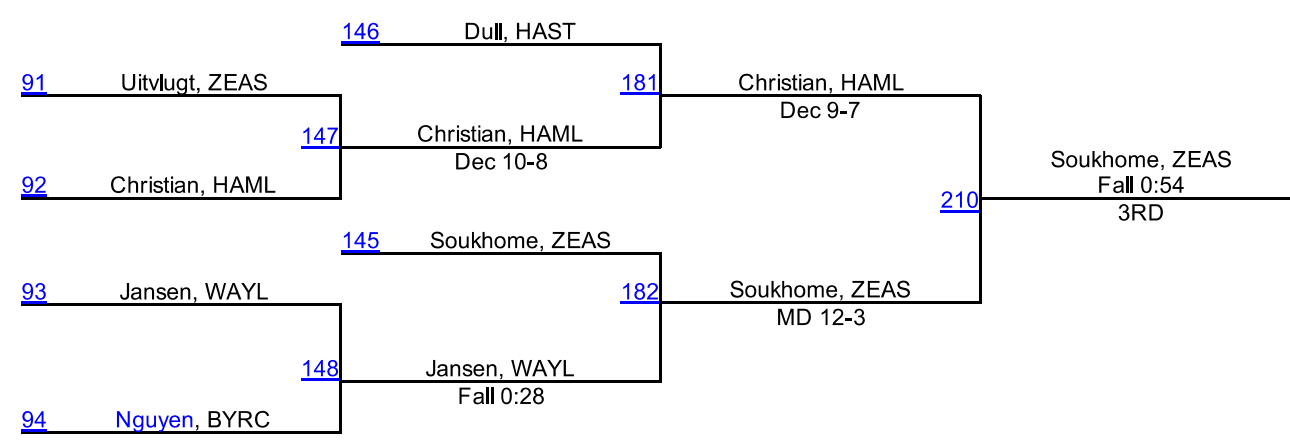 146 Dull, HAST
91 Uitvlugt, ZEAS
181 Christian, HAML
Dec 9-7
147 Christian, HAML
Dec 10-8
92 Christian, HAML
Soukhome, ZEAS
Fall 0:54
210
3RD
145 Soukhome, ZEAS
93 Jansen, WAYL
182 Soukhome, ZEAS
MD 12-3
148 Jansen, WAYL
Fall 0:28
94 Nguyen, BYRC